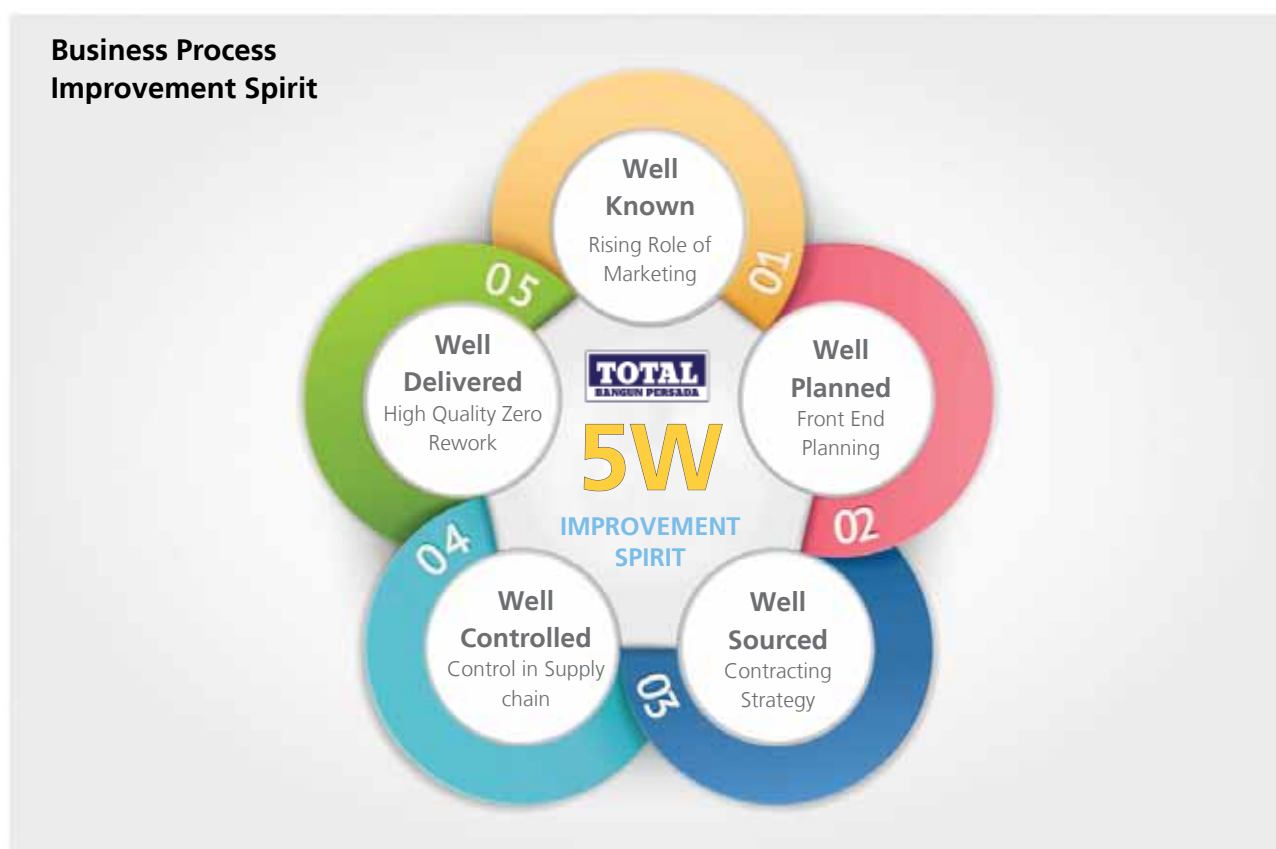 Business Process
Improvement Spirit
Well
Known
Rising Role of
Marketing
01
Well
Planned
Front End
Planning
02
Well
Sourced
Contracting
Strategy
03
Well
Controlled
Control in Supply
chain
04
Well
Delivered
High Quality Zero
Rework
05
TOTAL
BANGUN PERSADA
5W
IMPROVEMENT
SPIRIT